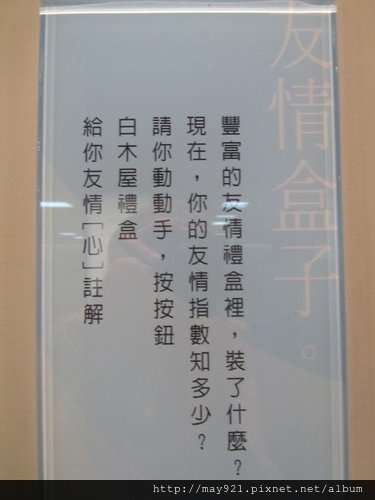 友情盒子。
豐富的友情禮盒裡，裝了什麼？
現在，你的友情指數知多少？
請你動動手，按按鈕
白木屋禮盒
給你友情［心］註解
http://may921.pixnet.net/album